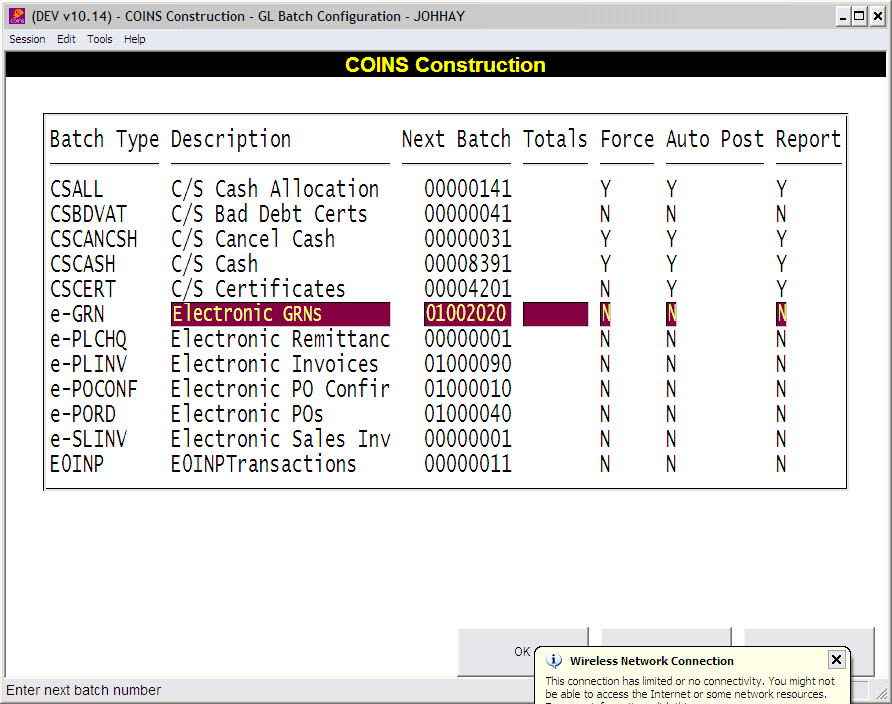 (DEV v10.14) - COINS Construction - GL Batch Configuration - JOHHAY
Session Edit Tools Help
COINS Construction
Batch Type Description Next Batch Totals Force Auto Post Report
CSALL C/S Cash Allocation 00000141 Y Y Y
CSBDVAT C/S Bad Debt Certs 00000041 N N N
CSCANCSH C/S Cancel Cash 00000031 Y Y Y
CSCASH C/S Cash 00008391 Y Y Y
CSCERT C/S Certificates 00004201 N Y Y
e-GRN Electronic GRNs 01002020 N N N
e-PLCHQ Electronic Remittanc 00000001 N N N
e-PLINV Electronic Invoices 01000090 N N N
e-POCONF Electronic PO Confir 01000010 N N N
e-PORD Electronic POs 01000040 N N N
e-SLINV Electronic Sales Inv 00000001 N N N
EOINP EOINPTransactions 00000011 N N N
OK
Wireless Network Connection
This connection has limited or no connectivity. You might not
be able to access the Internet or some network resources.
Enter next batch number